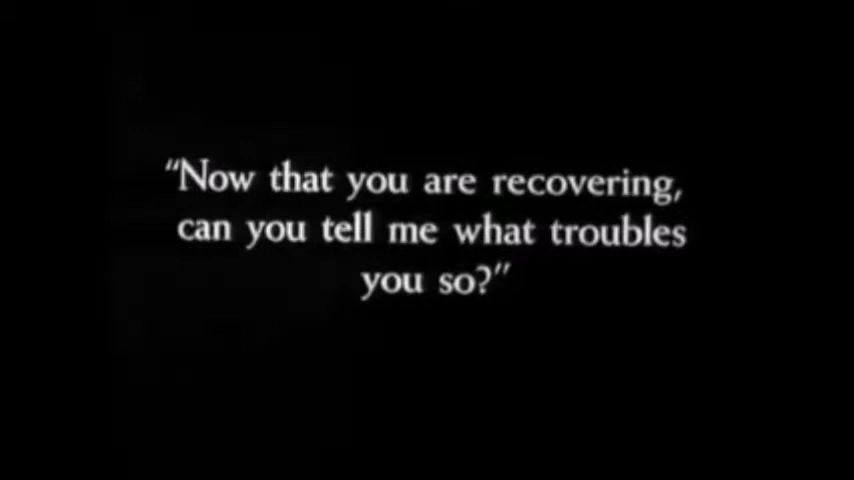 “Now that you are recovering,
can you tell me what troubles
you so?”